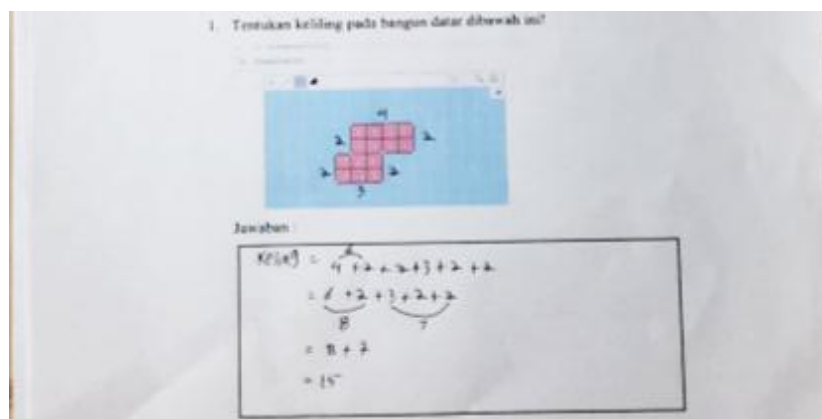 1. Tentukan keliling pada bangun datar dibawah ini!
4
2 2
2 2
3
Jawaban :
6
= 4 + 2 + 2 + 3 + 2 + 2
= 6 + 2 + 3 + 2 + 2
8 7
= 8 + 7
= 15